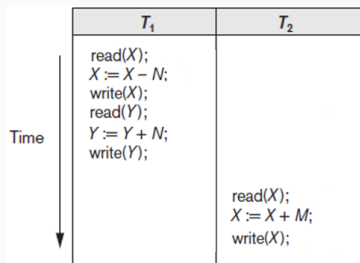 T₁ T₂
read(X);
X := X – N;
write(X);
read(Y);
Time
Y := Y + N;
write(Y);
read(X);
X := X + M;
write(X);